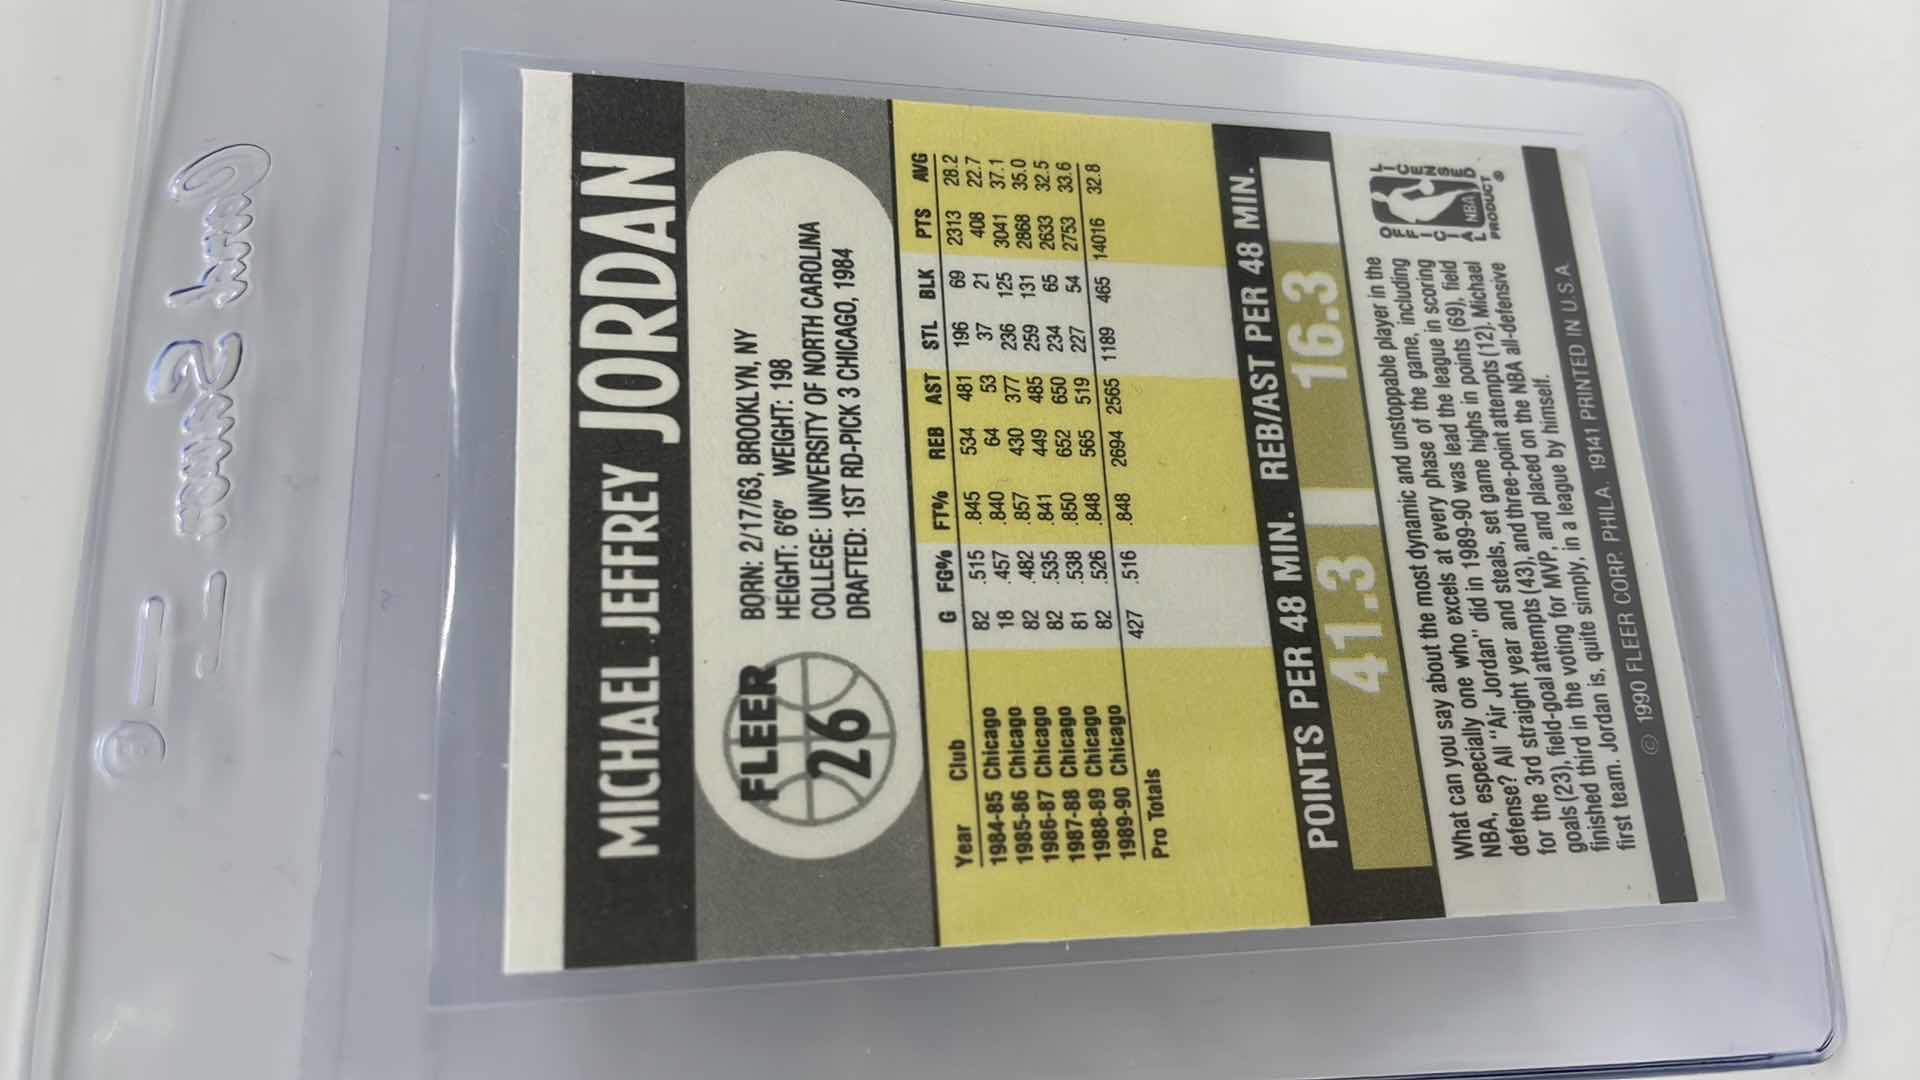 Card Saver
MICHAEL JEFFREY JORDAN
FLEER
26
BORN: 2/17/63, BROOKLYN, NY
HEIGHT: 6'6" WEIGHT: 198
COLLEGE: UNIVERSITY OF NORTH CAROLINA
DRAFTED: 1ST RD-PICK 3 CHICAGO, 1984
Year Club G FG% FT% REB AST STL BLK PTS AVG
1984-85 Chicago 82 .515 .845 534 481 196 69 2313 28.2
1985-86 Chicago 18 .457 .840 64 53 37 21 408 22.7
1986-87 Chicago 82 .482 .857 430 377 236 125 3041 37.1
1987-88 Chicago 82 .535 .841 449 485 259 131 2868 35.0
1988-89 Chicago 81 .538 .850 652 650 234 65 2633 32.5
1989-90 Chicago 82 .526 .848 565 519 227 54 2753 33.6
Pro Totals 427 .516 .848 2694 2565 1189 465 14016 32.8
POINTS PER 48 MIN. REB/AST PER 48 MIN.
41.3 16.3
What can you say about the most dynamic and unstoppable player in the
NBA, especially one who excels at every phase of the game, including
defense? All "Air Jordan" did in 1989-90 was lead the league in scoring
for the 3rd straight year and steals, set game highs in points (69), field
goals (23), field-goal attempts (43), and three-point attempts (12). Michael
finished third in the voting for MVP, and placed on the NBA all-defensive
first team. Jordan is, quite simply, in a league by himself.
OFFICIAL LICENSED
NBA
PRODUCT ®
© 1990 FLEER CORP. PHILA. 19141 PRINTED IN U.S.A.